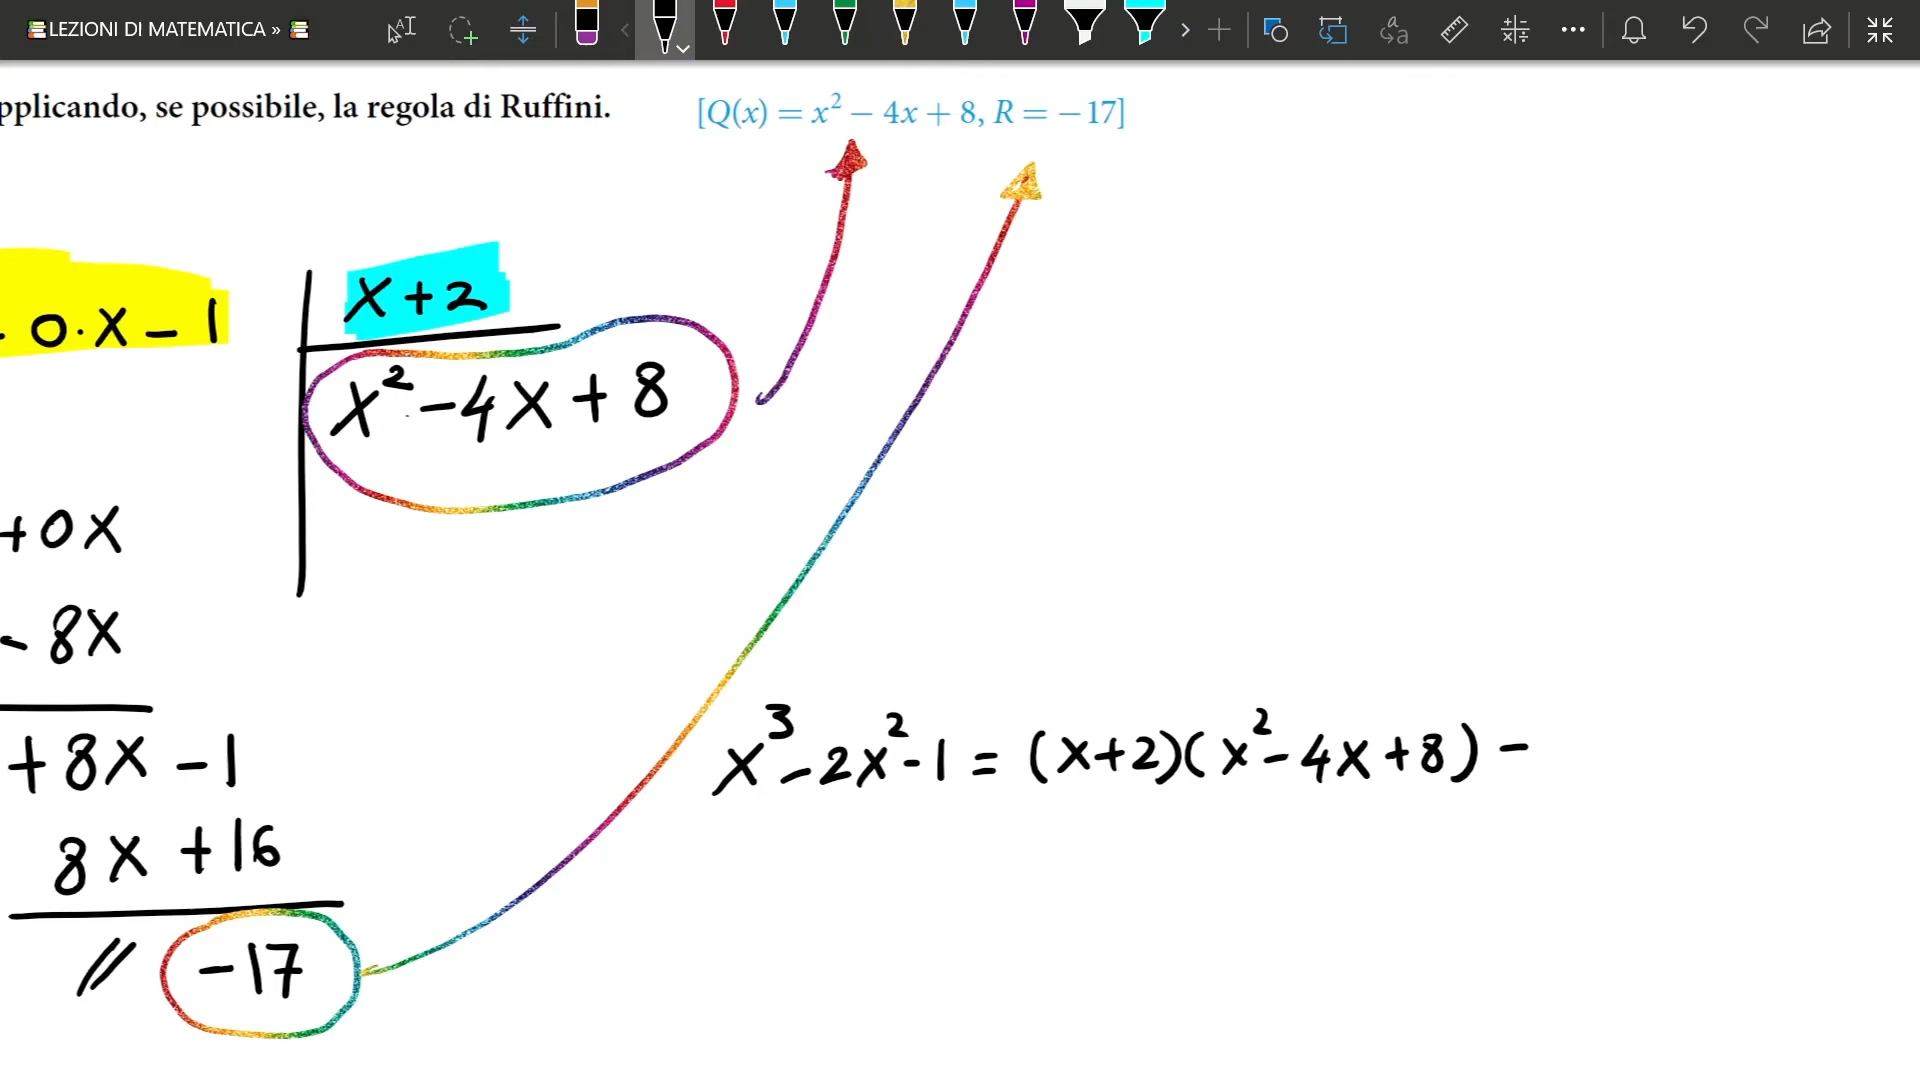 LEZIONI DI MATEMATICA »
pplicando, se possibile, la regola di Ruffini. [Q(x) = x² − 4x + 8, R = −17]
0·x − 1 x+2
x² − 4x + 8
+0x
− 8x
+8x − 1
x³ − 2x² − 1 = (x+2)(x² − 4x + 8) −
8x + 16
// −17